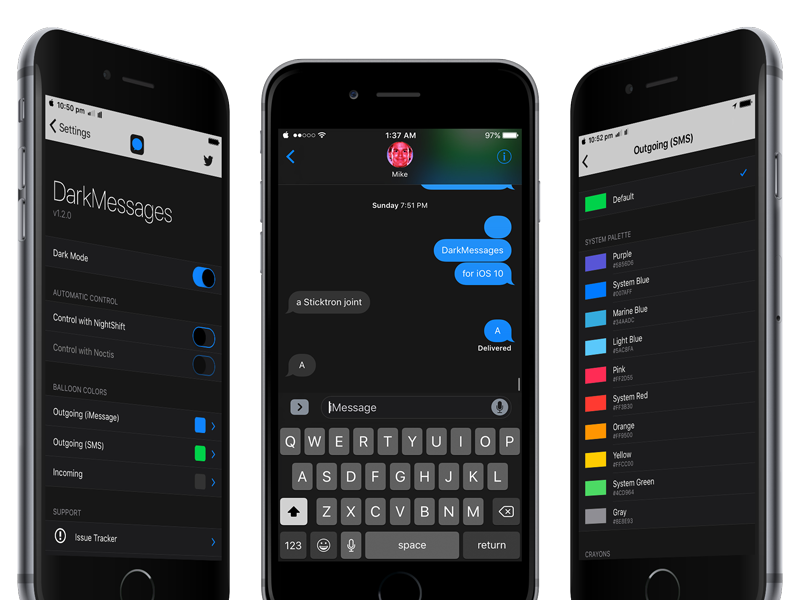 10:50 pm
Settings
DarkMessages
v1.2.0
Dark Mode
AUTOMATIC CONTROL
Control with NightShift
Control with Noctis
BALLOON COLORS
Outgoing (iMessage)
Outgoing (SMS)
Incoming
SUPPORT
Issue Tracker
1:37 AM
97%
Mike
Sunday 7:51 PM
DarkMessages
for iOS 10
a Sticktron joint
A
Delivered
A
iMessage
Q W E R T Y U I O P
A S D F G H J K L
Z X C V B N M
123 space return
10:52 pm
Outgoing (SMS)
Default
SYSTEM PALETTE
Purple
#5856D6
System Blue
#007AFF
Marine Blue
#34AADC
Light Blue
#5AC8FA
Pink
#FF2D55
System Red
#FF3B30
Orange
#FF9500
Yellow
#FFCC00
System Green
#4CD964
Gray
#8E8E93
CRAYONS